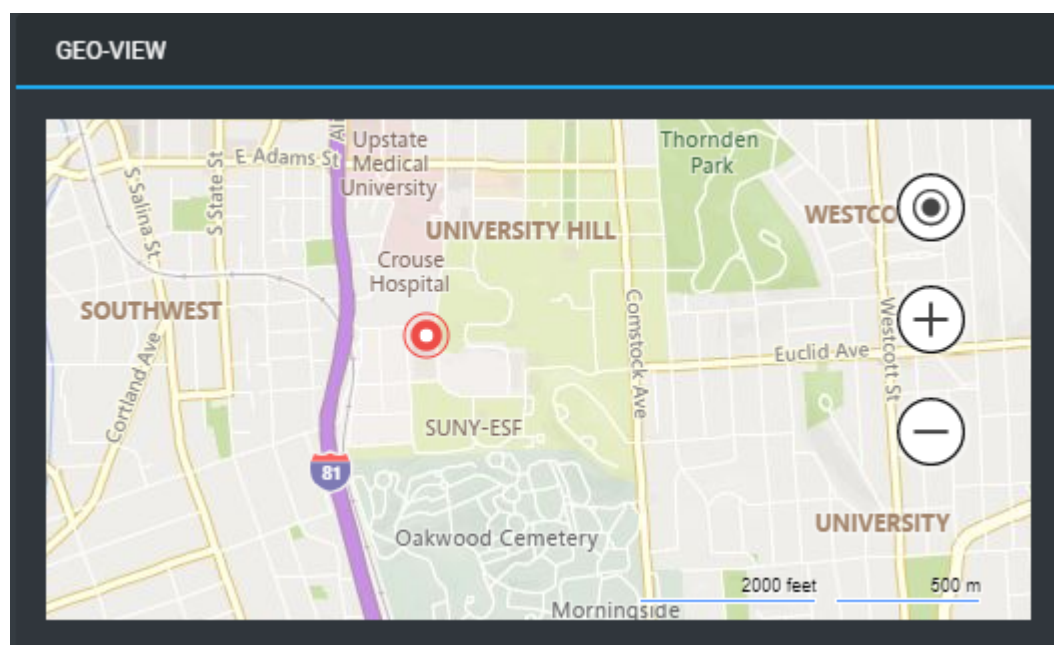 GEO-VIEW
Upstate
Medical
University
Thornden
Park
E Adams St
S State St
S Salina St
UNIVERSITY HILL
WESTCO
Crouse
Hospital
SOUTHWEST
Comstock Ave
Westcott St
Euclid Ave
Cortland Ave
SUNY-ESF
81
UNIVERSITY
Oakwood Cemetery
2000 feet
500 m
Morningside